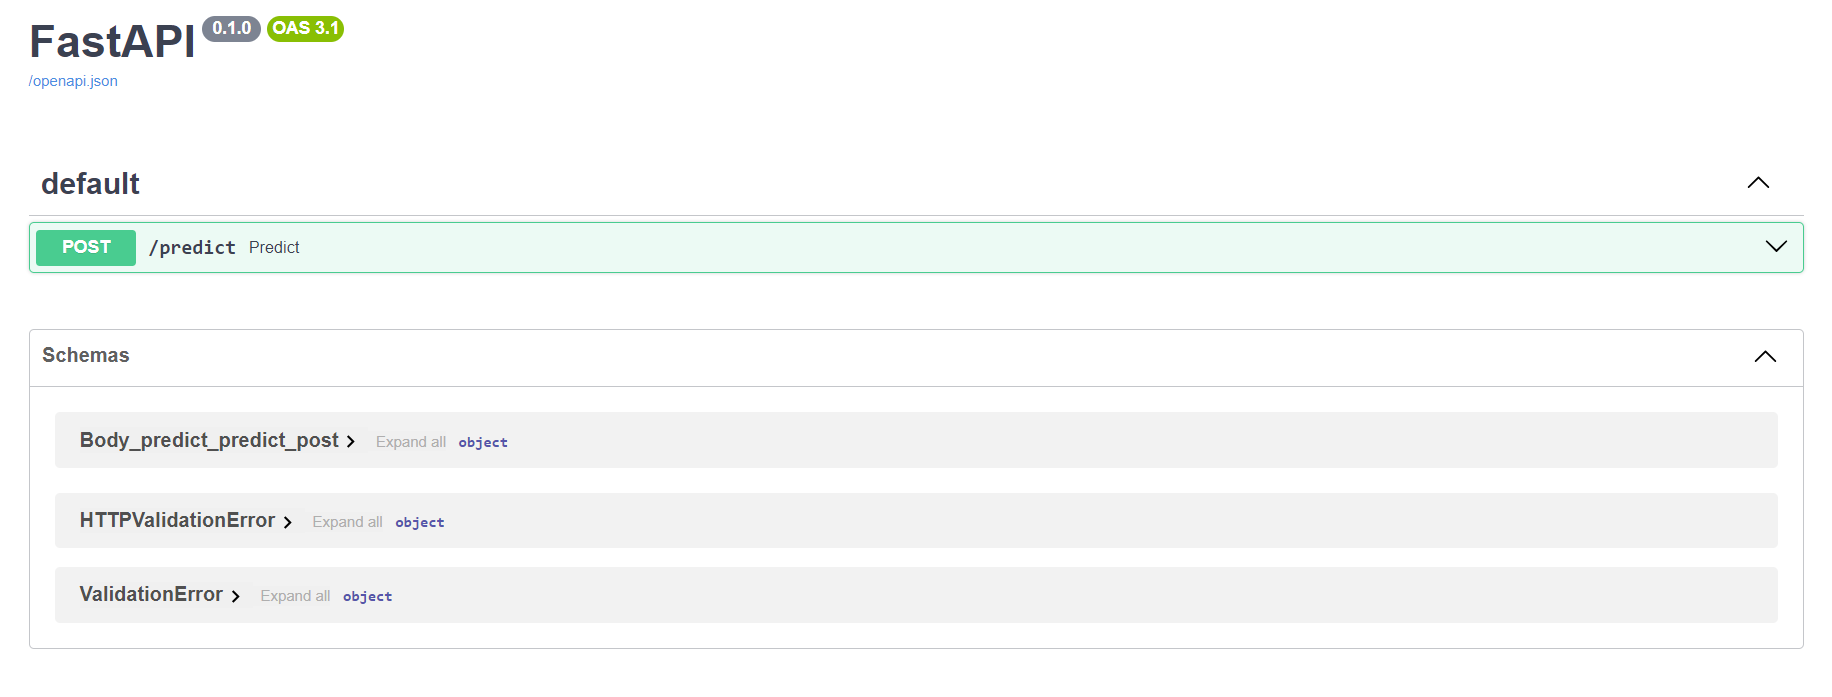 FastAPI 0.1.0 OAS 3.1
/openapi.json
default
POST /predict Predict
Schemas
Body_predict_predict_post Expand all object
HTTPValidationError Expand all object
ValidationError Expand all object